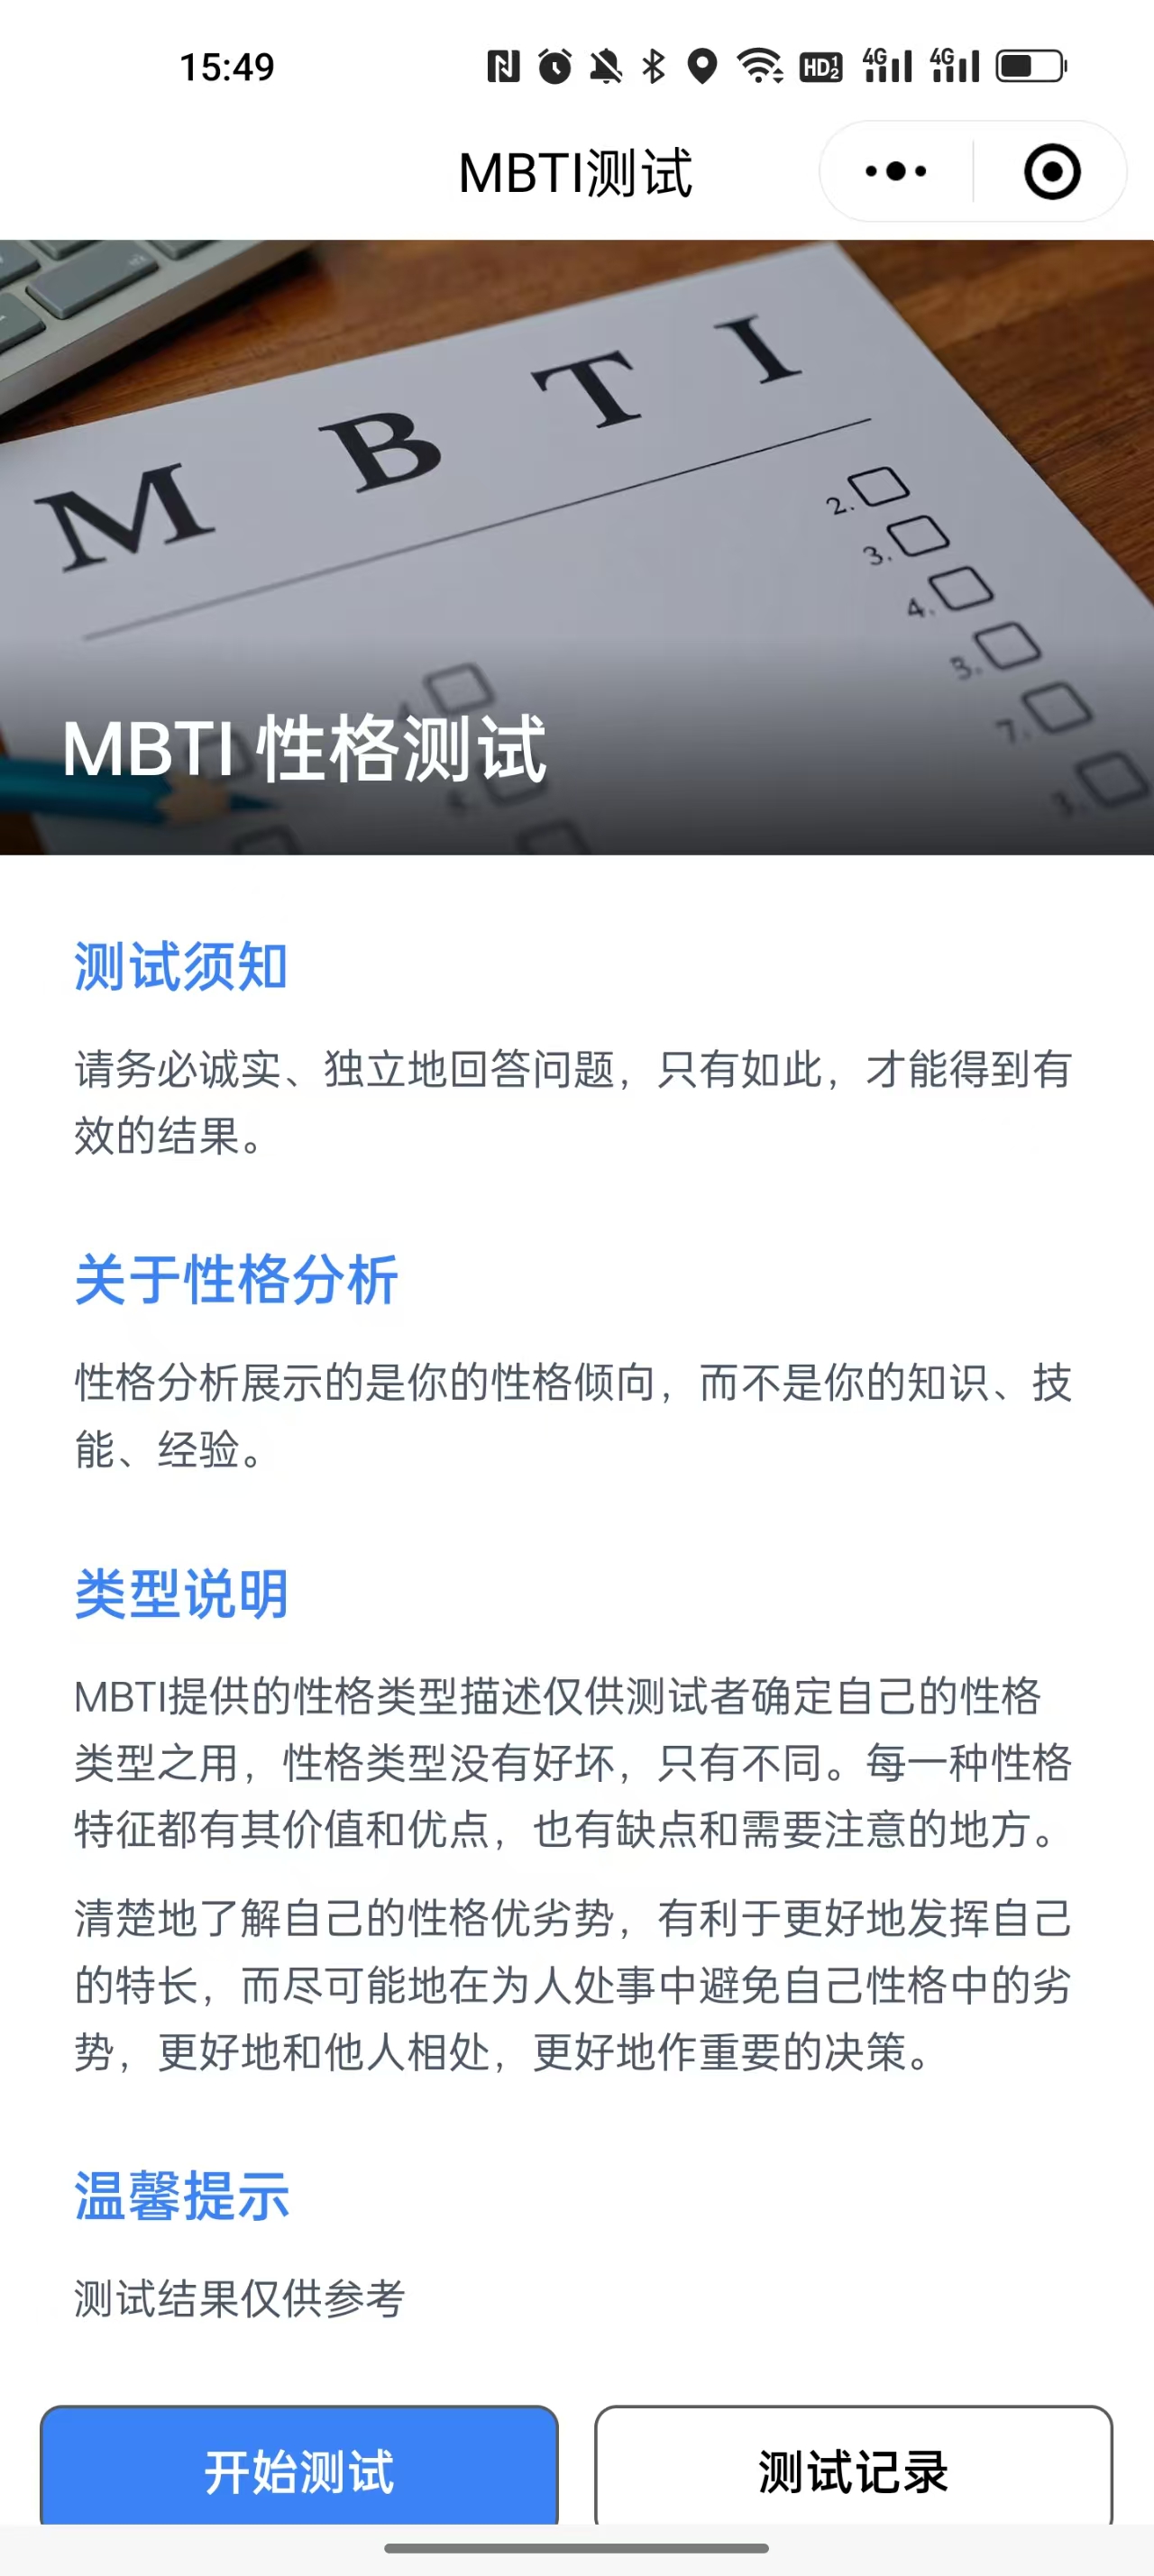 15:49
HD 1 2 4G 4G
MBTI测试
M B T I
2.
3.
4.
5.
7.
MBTI 性格测试
测试须知
请务必诚实、独立地回答问题，只有如此，才能得到有
效的结果。
关于性格分析
性格分析展示的是你的性格倾向，而不是你的知识、技
能、经验。
类型说明
MBTI提供的性格类型描述仅供测试者确定自己的性格
类型之用，性格类型没有好坏，只有不同。每一种性格
特征都有其价值和优点，也有缺点和需要注意的地方。
清楚地了解自己的性格优劣势，有利于更好地发挥自己
的特长，而尽可能地在为人处事中避免自己性格中的劣
势，更好地和他人相处，更好地作重要的决策。
温馨提示
测试结果仅供参考
开始测试
测试记录